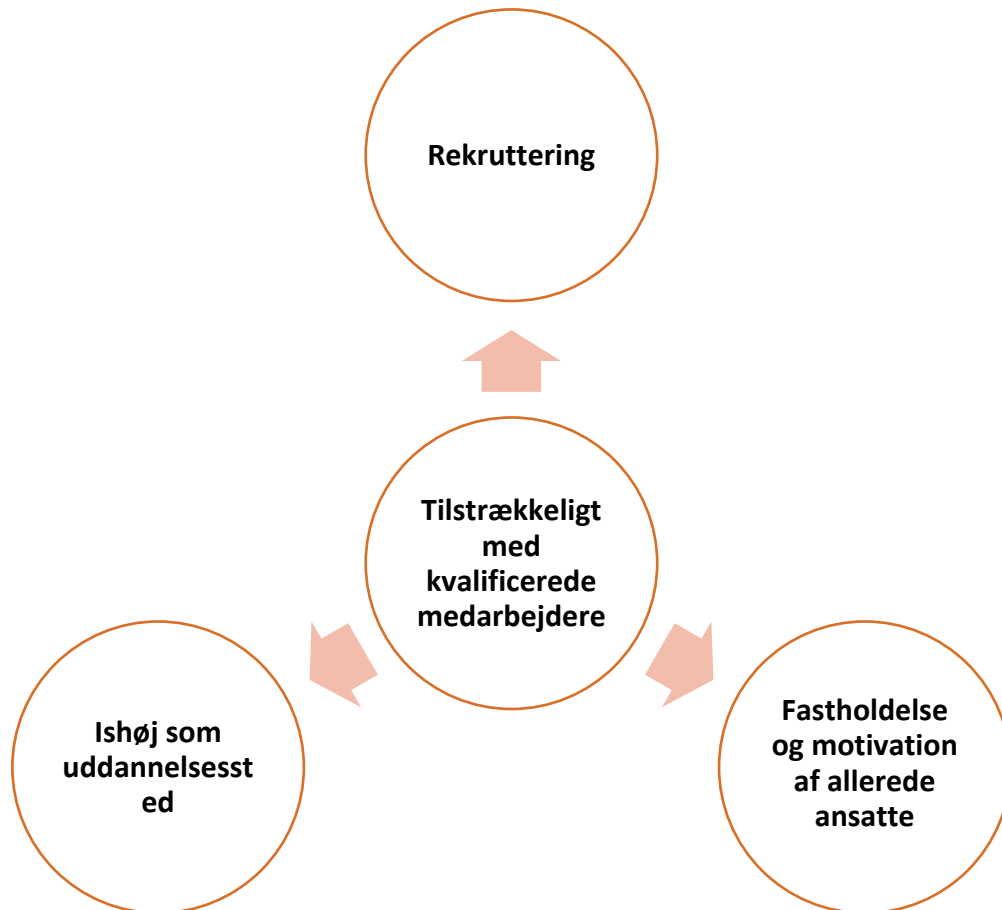 Rekruttering
Tilstrækkeligt
med
kvalificerede
medarbejdere
Ishøj som
uddannelsesst
ed
Fastholdelse
og motivation
af allerede
ansatte